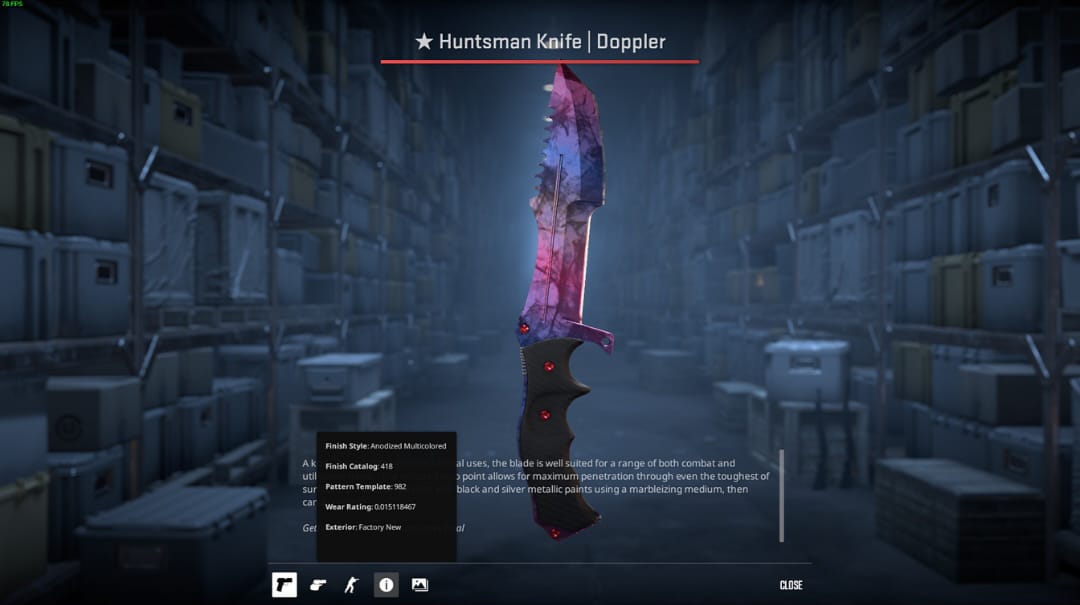 78 FPS
★ Huntsman Knife | Doppler
Finish Style: Anodized Multicolored
Finish Catalog: 418
Pattern Template: 982
Wear Rating: 0.015118467
Exterior: Factory New
A k al uses, the blade is well suited for a range of both combat and
util o point allows for maximum penetration through even the toughest of
sur black and silver metallic paints using a marbleizing medium, then
car
Get al
CLOSE